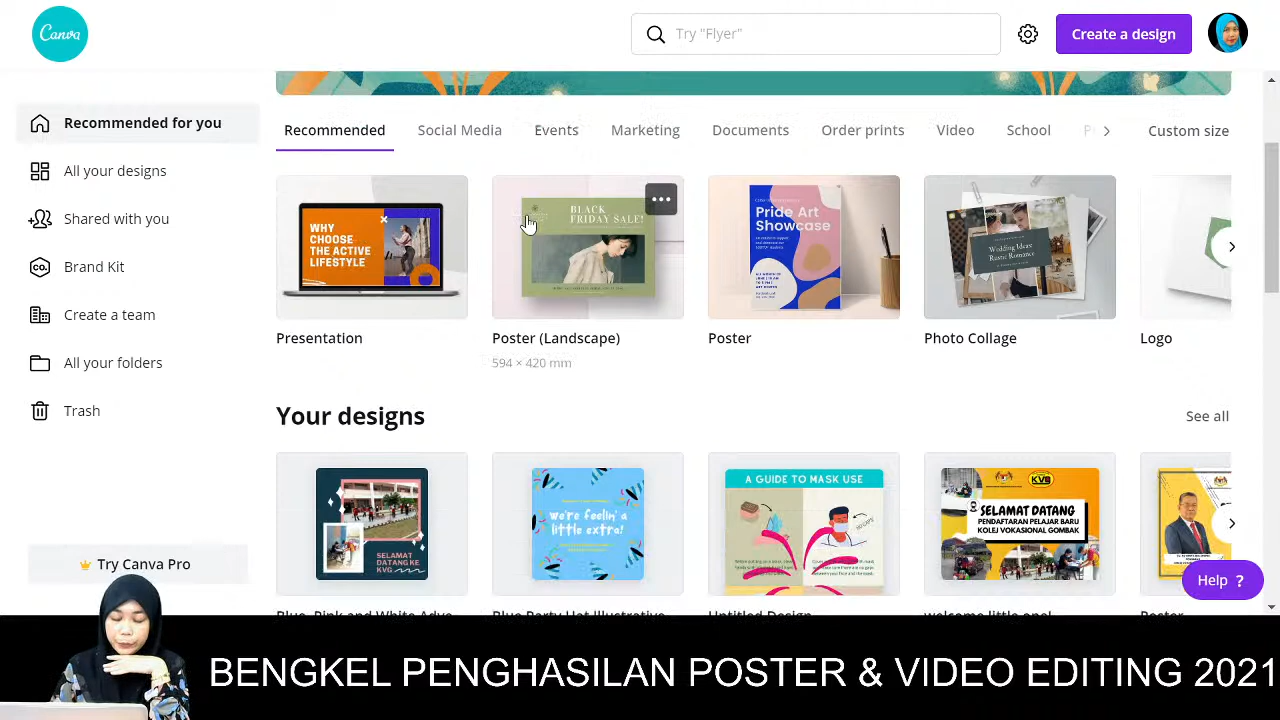 Canva
Try "Flyer"
Create a design
Recommended for you
All your designs
Shared with you
Brand Kit
Create a team
All your folders
Trash
Try Canva Pro
Recommended
Social Media
Events
Marketing
Documents
Order prints
Video
School
Custom size
WHY
CHOOSE
THE ACTIVE
LIFESTYLE
BLACK
FRIDAY SALE!
Pride Art
Showcase
Wedding Ideas:
Rustic Romance
Presentation
Poster (Landscape)
594 × 420 mm
Poster
Photo Collage
Logo
Your designs
See all
SELAMAT
DATANG KE
KVG
we're feelin' a
little extra!
A GUIDE TO MASK USE
KVB
SELAMAT DATANG
PENDAFTARAN PELAJAR BARU
KOLEJ VOKASIONAL GOMBAK
Help ?
BENGKEL PENGHASILAN POSTER & VIDEO EDITING 2021